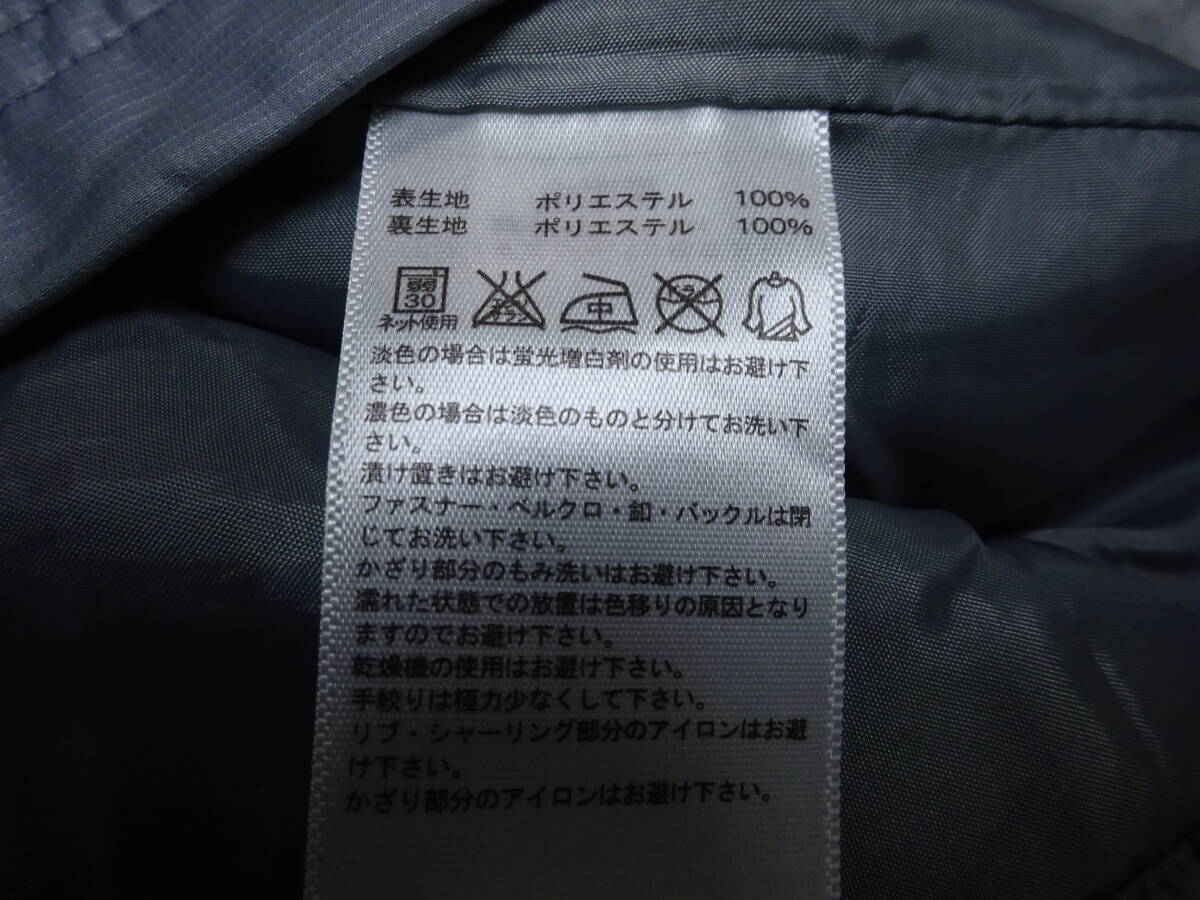 表生地 ポリエステル 100%
裏生地 ポリエステル 100%
弱 中 ドライ
30 エンソ サラシ
ネット使用
淡色の場合は蛍光増白剤の使用はお避け下
さい。
濃色の場合は淡色のものと分けてお洗い下
さい。
漬け置きはお避け下さい。
ファスナー・ベルクロ・釦・バックルは閉
じてお洗い下さい。
かざり部分のもみ洗いはお避け下さい。
濡れた状態での放置は色移りの原因となり
ますのでお避け下さい。
乾燥機の使用はお避け下さい。
手絞りは極力少なくして下さい。
リブ・シャーリング部分のアイロンはお避
け下さい。
かざり部分のアイロンはお避け下さい。